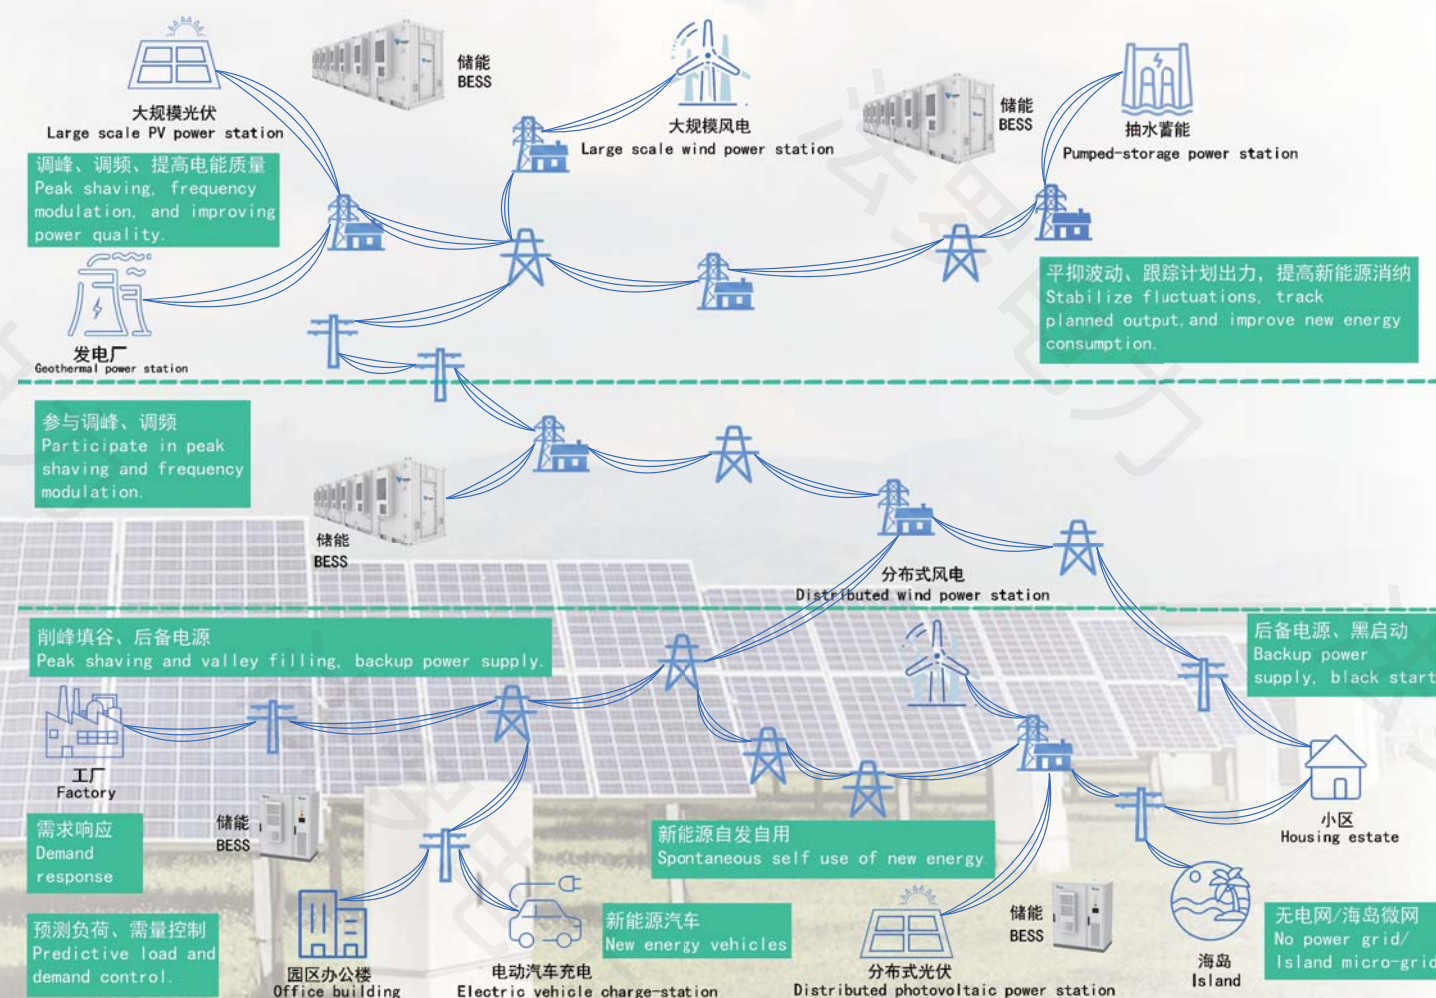 储能
BESS
大规模光伏
Large scale PV power station
大规模风电
Large scale wind power station
储能
BESS
抽水蓄能
Pumped-storage power station
调峰、调频、提高电能质量
Peak shaving, frequency
modulation, and improving
power quality.
发电厂
Geothermal power station
平抑波动、跟踪计划出力，提高新能源消纳
Stabilize fluctuations, track
planned output,and improve new energy
consumption.
参与调峰、调频
Participate in peak
shaving and frequency
modulation.
储能
BESS
分布式风电
Distributed wind power station
削峰填谷、后备电源
Peak shaving and valley filling, backup power supply.
后备电源、黑启动
Backup power
supply, black start
工厂
Factory
储能
BESS
需求响应
Demand
response
新能源自发自用
Spontaneous self use of new energy.
小区
Housing estate
预测负荷、需量控制
Predictive load and
demand control.
园区办公楼
Office building
电动汽车充电
Electric vehicle charge-station
新能源汽车
New energy vehicles
分布式光伏
Distributed photovoltaic power station
储能
BESS
海岛
Island
无电网/海岛微网
No power grid/
Island micro-grid
法罗电力